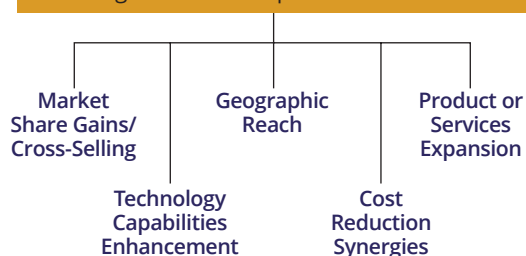 Market
Share Gains/
Cross-Selling
Geographic
Reach
Product or
Services
Expansion
Technology
Capabilities
Enhancement
Cost
Reduction
Synergies